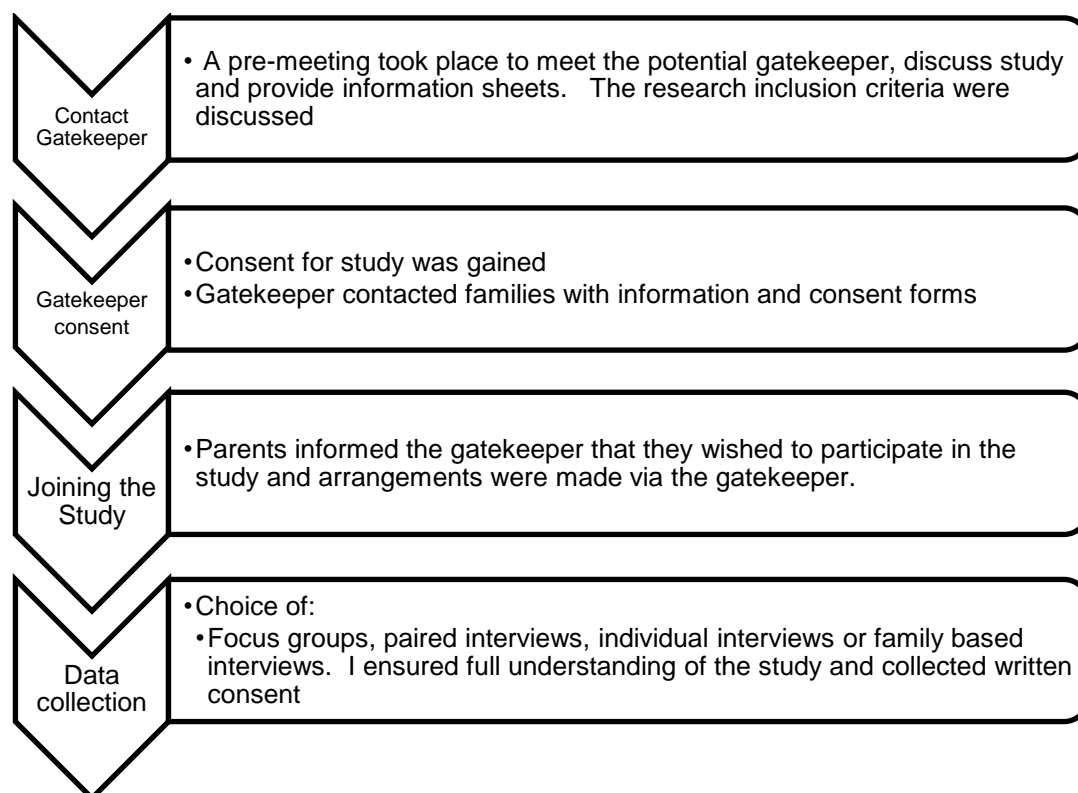 Contact
Gatekeeper
• A pre-meeting took place to meet the potential gatekeeper, discuss study
and provide information sheets.   The research inclusion criteria were
discussed
Gatekeeper
consent
•Consent for study was gained
•Gatekeeper contacted families with information and consent forms
Joining the
Study
•Parents informed the gatekeeper that they wished to participate in the
study and arrangements were made via the gatekeeper.
Data
collection
•Choice of:
•Focus groups, paired interviews, individual interviews or family based
interviews.  I ensured full understanding of the study and collected written
consent